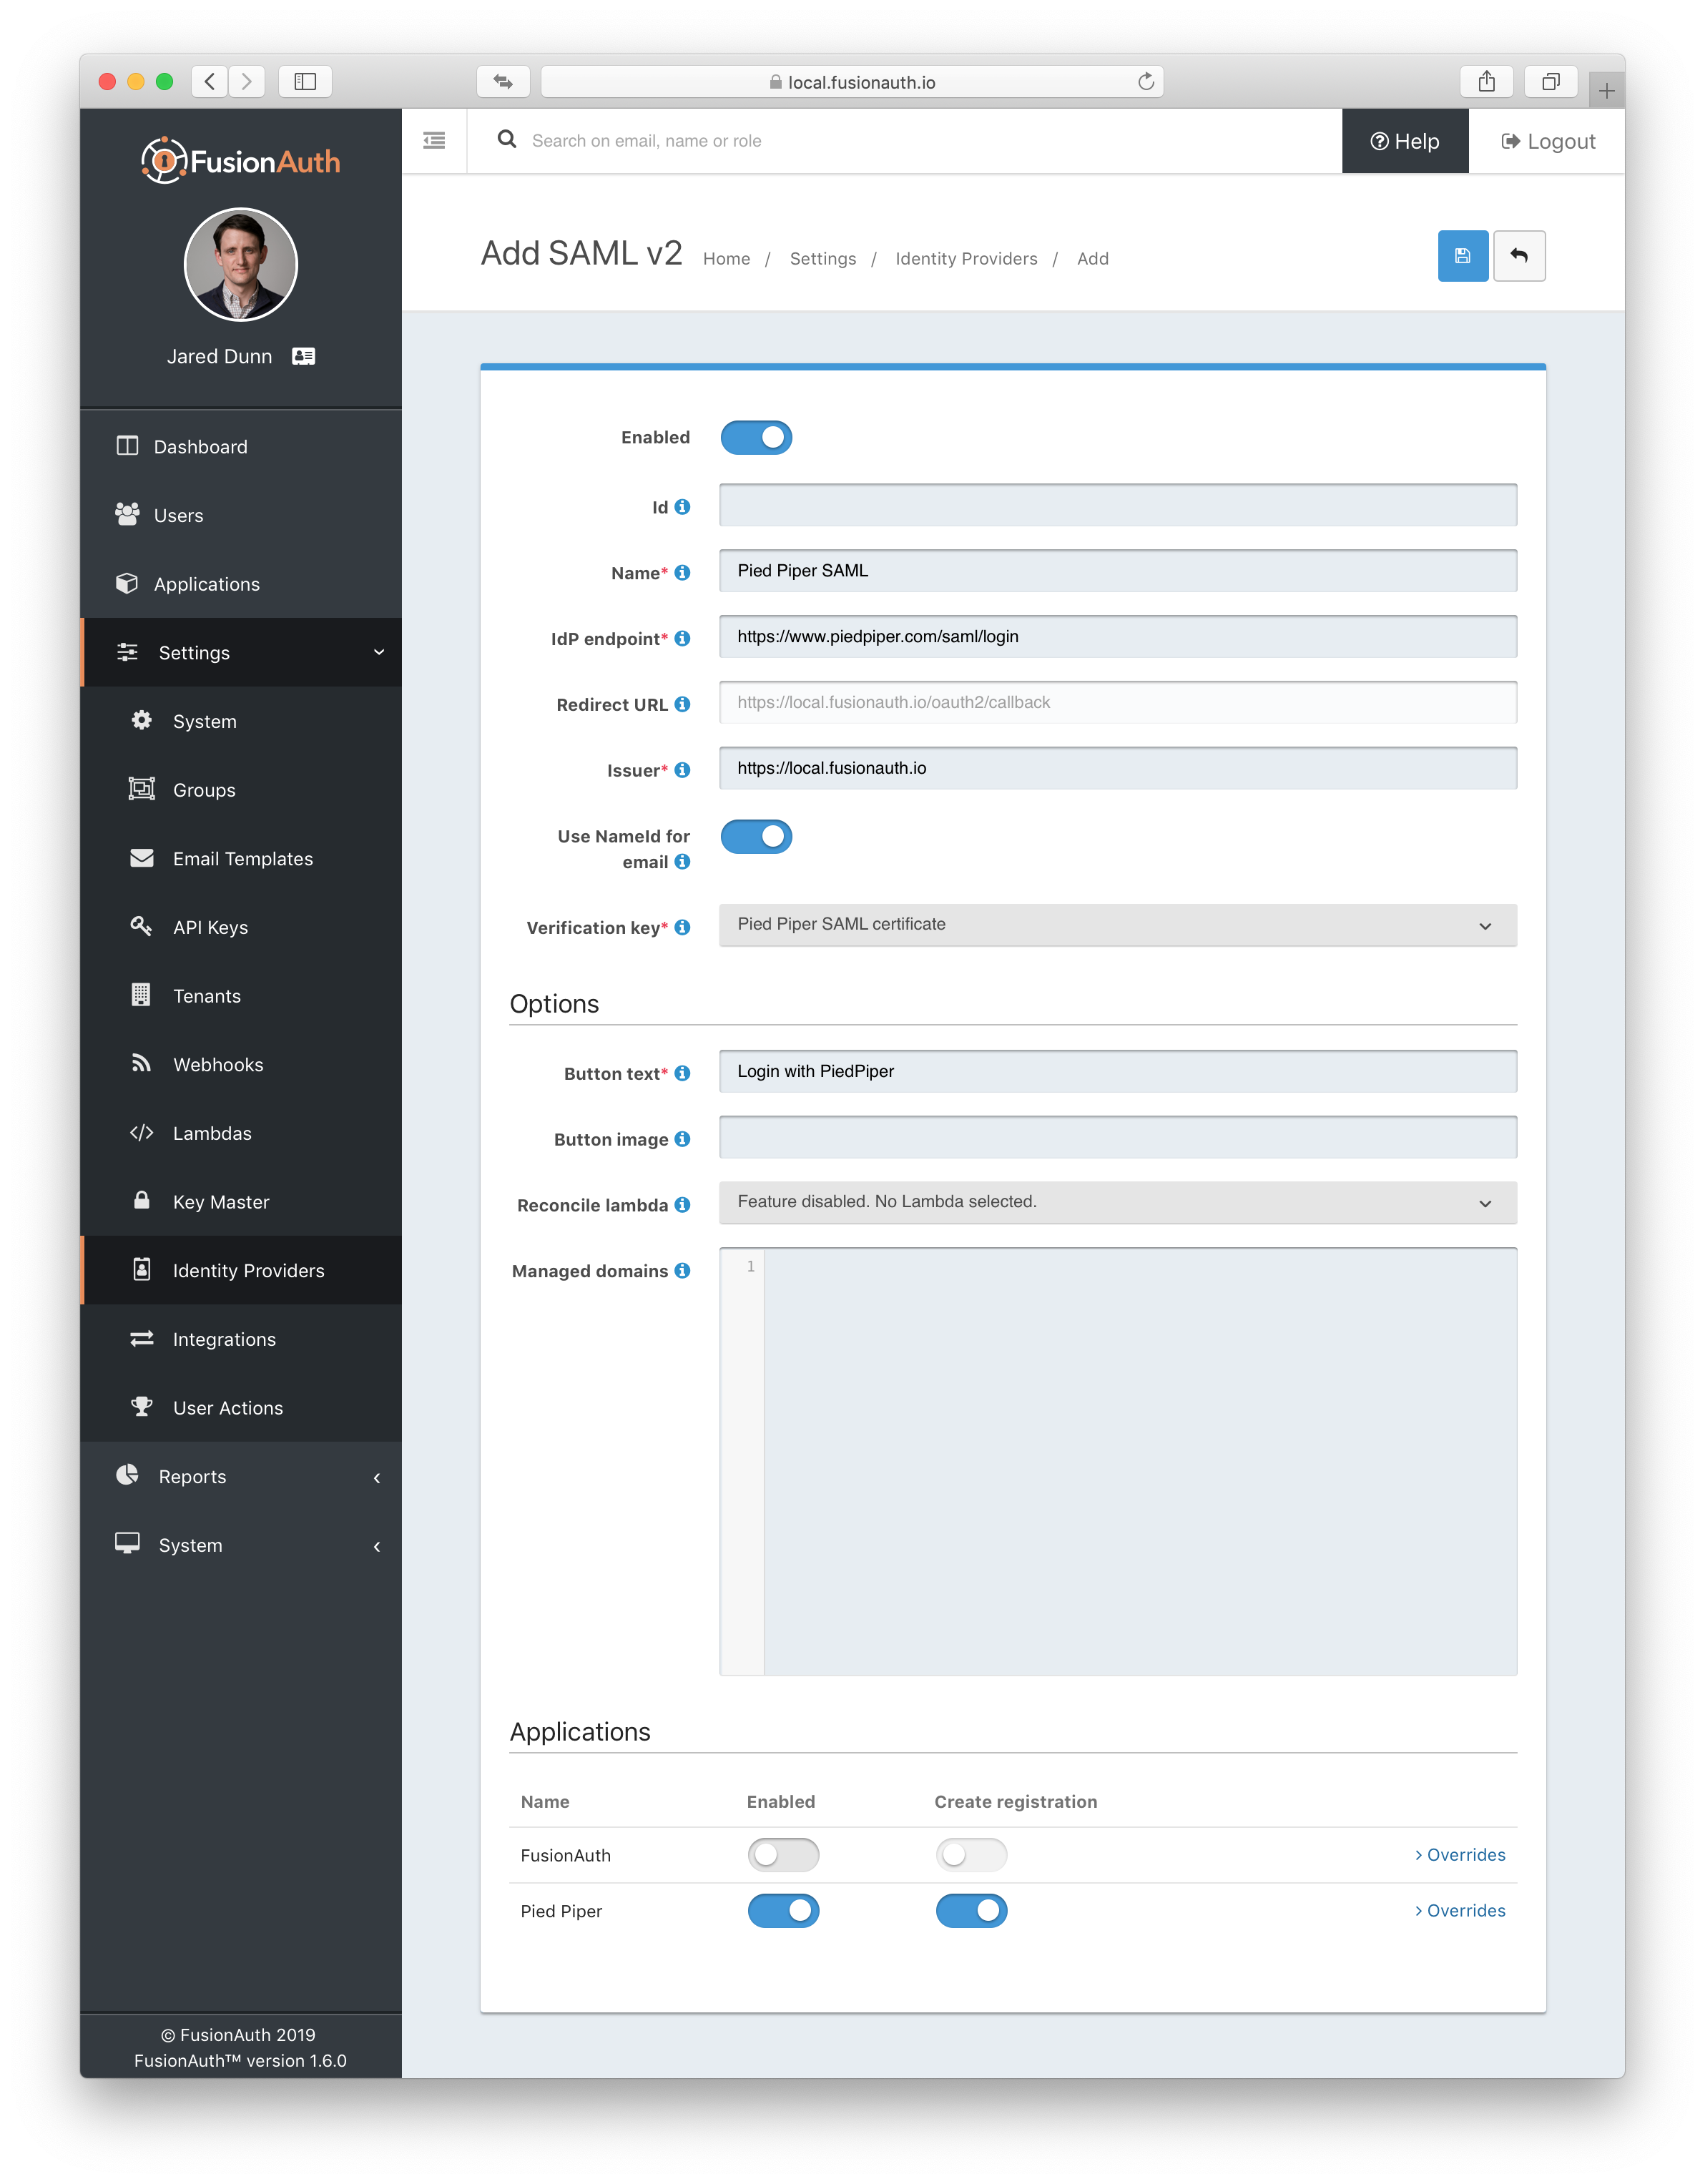 local.fusionauth.io
FusionAuth
Search on email, name or role
Help
Logout
Jared Dunn
Add SAML v2
Home / Settings / Identity Providers / Add
Dashboard
Users
Applications
Settings
System
Groups
Email Templates
API Keys
Tenants
Webhooks
Lambdas
Key Master
Identity Providers
Integrations
User Actions
Reports
System
© FusionAuth 2019
FusionAuth™ version 1.6.0
Enabled
Id
Name* Pied Piper SAML
IdP endpoint* https://www.piedpiper.com/saml/login
Redirect URL https://local.fusionauth.io/oauth2/callback
Issuer* https://local.fusionauth.io
Use NameId for
email
Verification key* Pied Piper SAML certificate
Options
Button text* Login with PiedPiper
Button image
Reconcile lambda Feature disabled. No Lambda selected.
Managed domains 1
Applications
Name Enabled Create registration
FusionAuth > Overrides
Pied Piper > Overrides